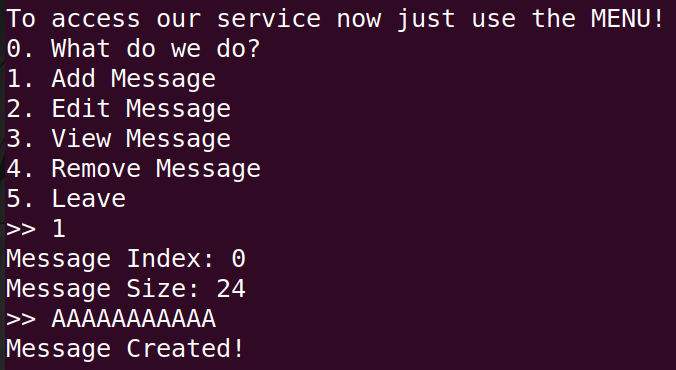 To access our service now just use the MENU!
0. What do we do?
1. Add Message
2. Edit Message
3. View Message
4. Remove Message
5. Leave
>> 1
Message Index: 0
Message Size: 24
>> AAAAAAAAAAA
Message Created!